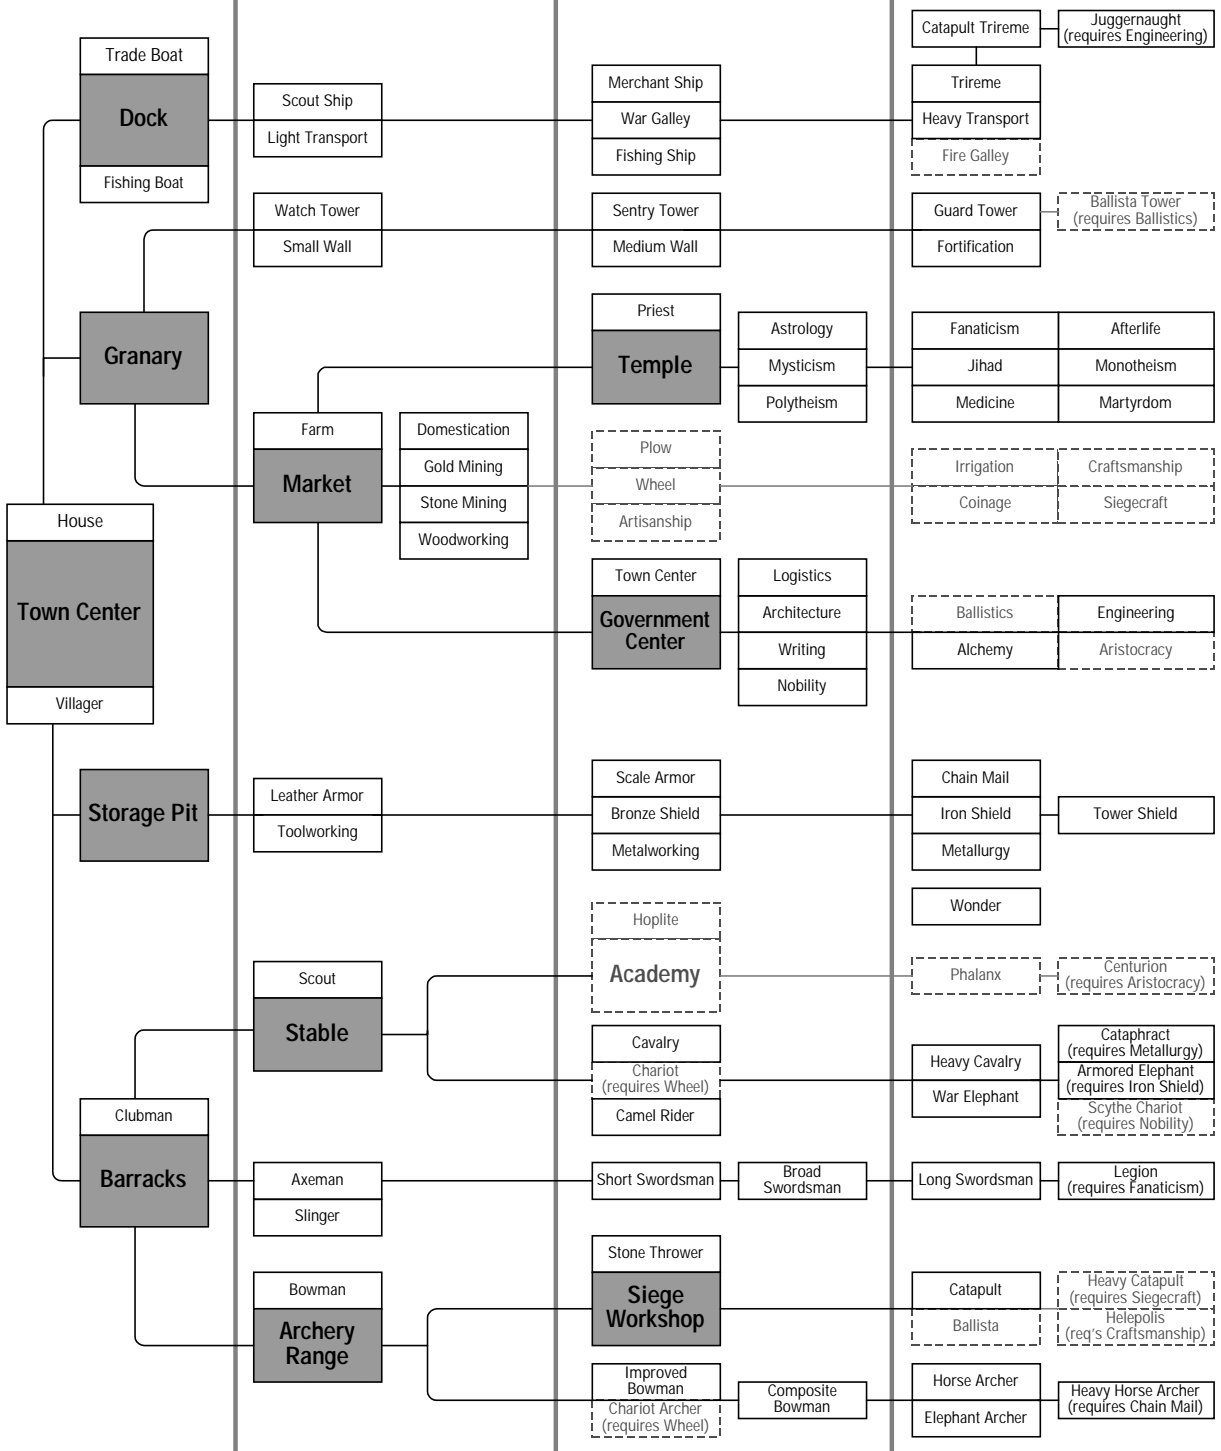 Catapult Trireme
Juggernaught
(requires Engineering)
Trade Boat
Dock
Fishing Boat
Scout Ship
Light Transport
Merchant Ship
War Galley
Fishing Ship
Trireme
Heavy Transport
Fire Galley
Watch Tower
Small Wall
Sentry Tower
Medium Wall
Guard Tower
Fortification
Ballista Tower
(requires Ballistics)
Granary
Priest
Temple
Astrology
Mysticism
Polytheism
Fanaticism
Afterlife
Jihad
Monotheism
Medicine
Martyrdom
Farm
Market
Domestication
Gold Mining
Stone Mining
Woodworking
Plow
Wheel
Artisanship
Irrigation
Craftsmanship
Coinage
Siegecraft
House
Town Center
Villager
Town Center
Government
Center
Logistics
Architecture
Writing
Nobility
Ballistics
Engineering
Alchemy
Aristocracy
Storage Pit
Leather Armor
Toolworking
Scale Armor
Bronze Shield
Metalworking
Chain Mail
Iron Shield
Metallurgy
Tower Shield
Wonder
Scout
Stable
Hoplite
Academy
Phalanx
Centurion
(requires Aristocracy)
Cavalry
Chariot
(requires Wheel)
Camel Rider
Heavy Cavalry
War Elephant
Cataphract
(requires Metallurgy)
Armored Elephant
(requires Iron Shield)
Scythe Chariot
(requires Nobility)
Clubman
Barracks
Axeman
Slinger
Short Swordsman
Broad
Swordsman
Long Swordsman
Legion
(requires Fanaticism)
Bowman
Archery
Range
Stone Thrower
Siege
Workshop
Catapult
Ballista
Heavy Catapult
(requires Siegecraft)
Helepolis
(req's Craftsmanship)
Improved
Bowman
Chariot Archer
(requires Wheel)
Composite
Bowman
Horse Archer
Elephant Archer
Heavy Horse Archer
(requires Chain Mail)